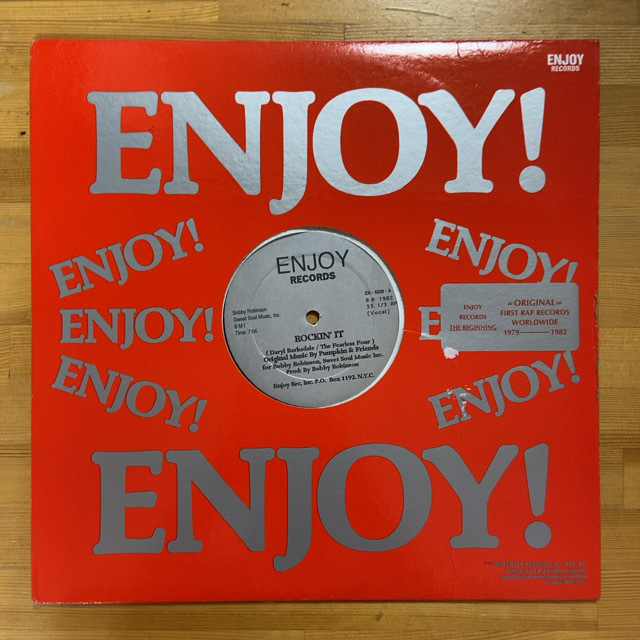 ENJOY
RECORDS
ENJOY!
ENJOY!
ENJOY!
ENJOY!
ENJOY
RECORDS
Bobby Robinson
Sweet Soul Music, Inc.
B.M.I
Time: 7:06
EN - 6028 - A
℗ © 1982
33 1/3 RPM
(Vocal)
ROCKIN' IT
( Daryl Barksdale / The Fearless Four )
Original Music By Pumpkin & Friends
for Bobby Robinson, Sweet Soul Music Inc.
Prod. By Bobby Robinson
Enjoy Rec, Inc. P.O. Box 1192, N.Y.C.
ENJOY!
ENJOY
RECORDS
THE BEGINNING
= ORIGINAL =
FIRST RAP RECORDS
WORLDWIDE
1979 — 1982
ENJOY!
ENJOY!